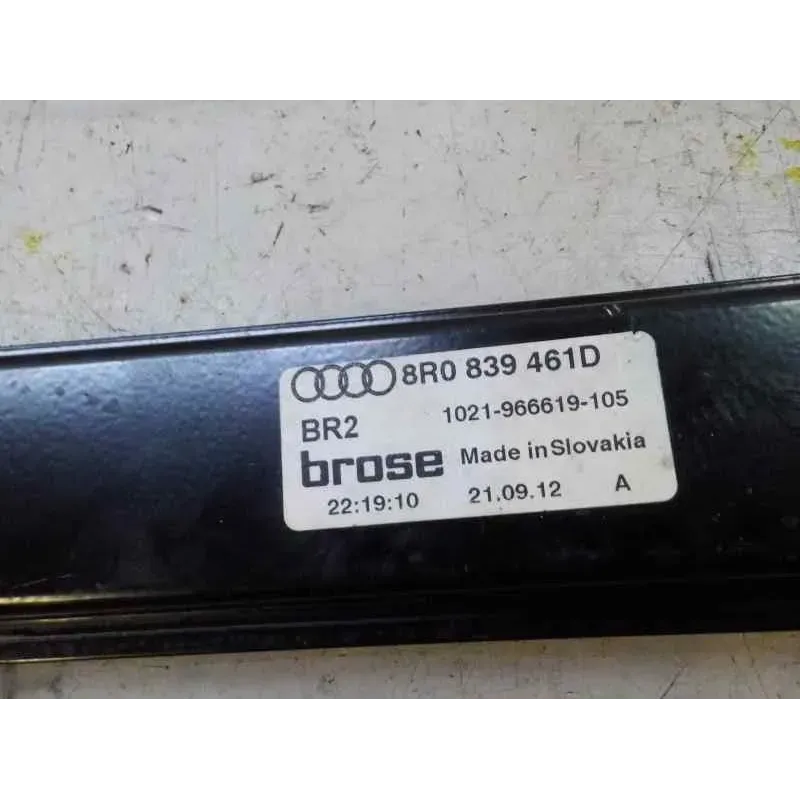 8R0 839 461D
1021-966619-105
BR2
brose Made in Slovakia
22:19:10 21.09.12 A